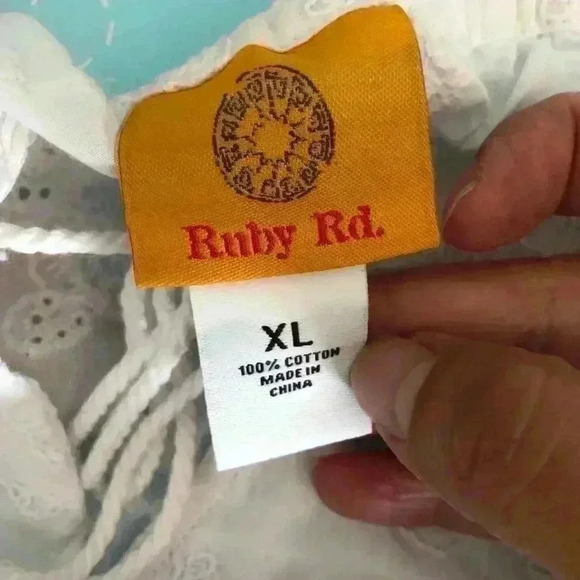 Ruby Rd.
XL
100% COTTON
MADE IN
CHINA